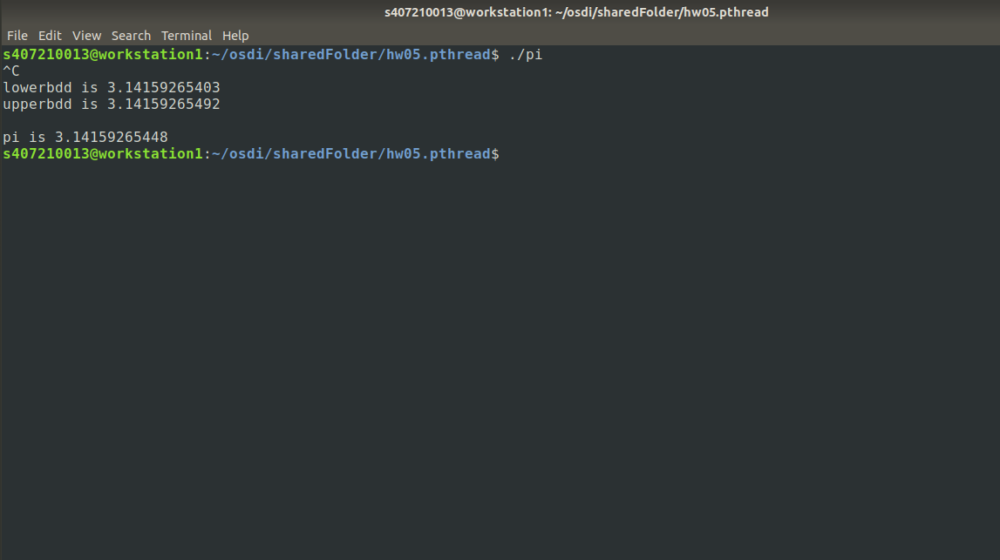 s407210013@workstation1: ~/osdi/sharedFolder/hw05.pthread
File Edit View Search Terminal Help
s407210013@workstation1:~/osdi/sharedFolder/hw05.pthread$ ./pi
^C
lowerbdd is 3.14159265403
upperbdd is 3.14159265492
pi is 3.14159265448
s407210013@workstation1:~/osdi/sharedFolder/hw05.pthread$